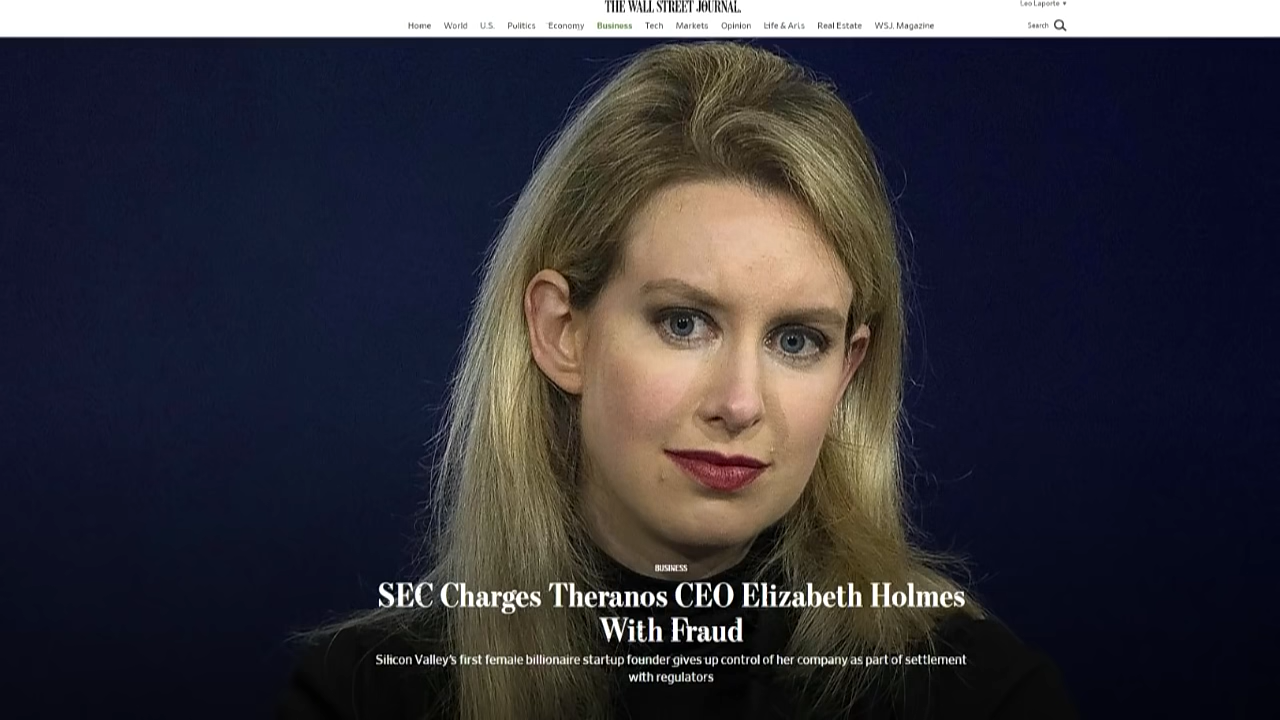 THE WALL STREET JOURNAL.
Leo Laporte
Home World U.S. Politics Economy Business Tech Markets Opinion Life & Arts Real Estate WSJ. Magazine
Search
BUSINESS
SEC Charges Theranos CEO Elizabeth Holmes
With Fraud
Silicon Valley's first female billionaire startup founder gives up control of her company as part of settlement
with regulators